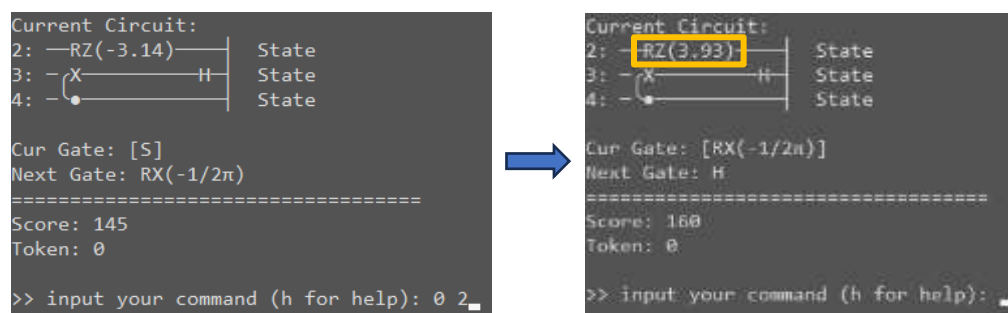 Current Circuit:
2: —RZ(-3.14)——┤ State
3: —╭X————————H—┤ State
4: —╰●——————————┤ State
Cur Gate: [S]
Next Gate: RX(-1/2π)
===================================
Score: 145
Token: 0
>> input your command (h for help): 0 2
Current Circuit:
2: —RZ(3.93)——┤ State
3: —╭X————————H—┤ State
4: —╰●——————————┤ State
Cur Gate: [RX(-1/2π)]
Next Gate: H
===================================
Score: 160
Token: 0
>> input your command (h for help):